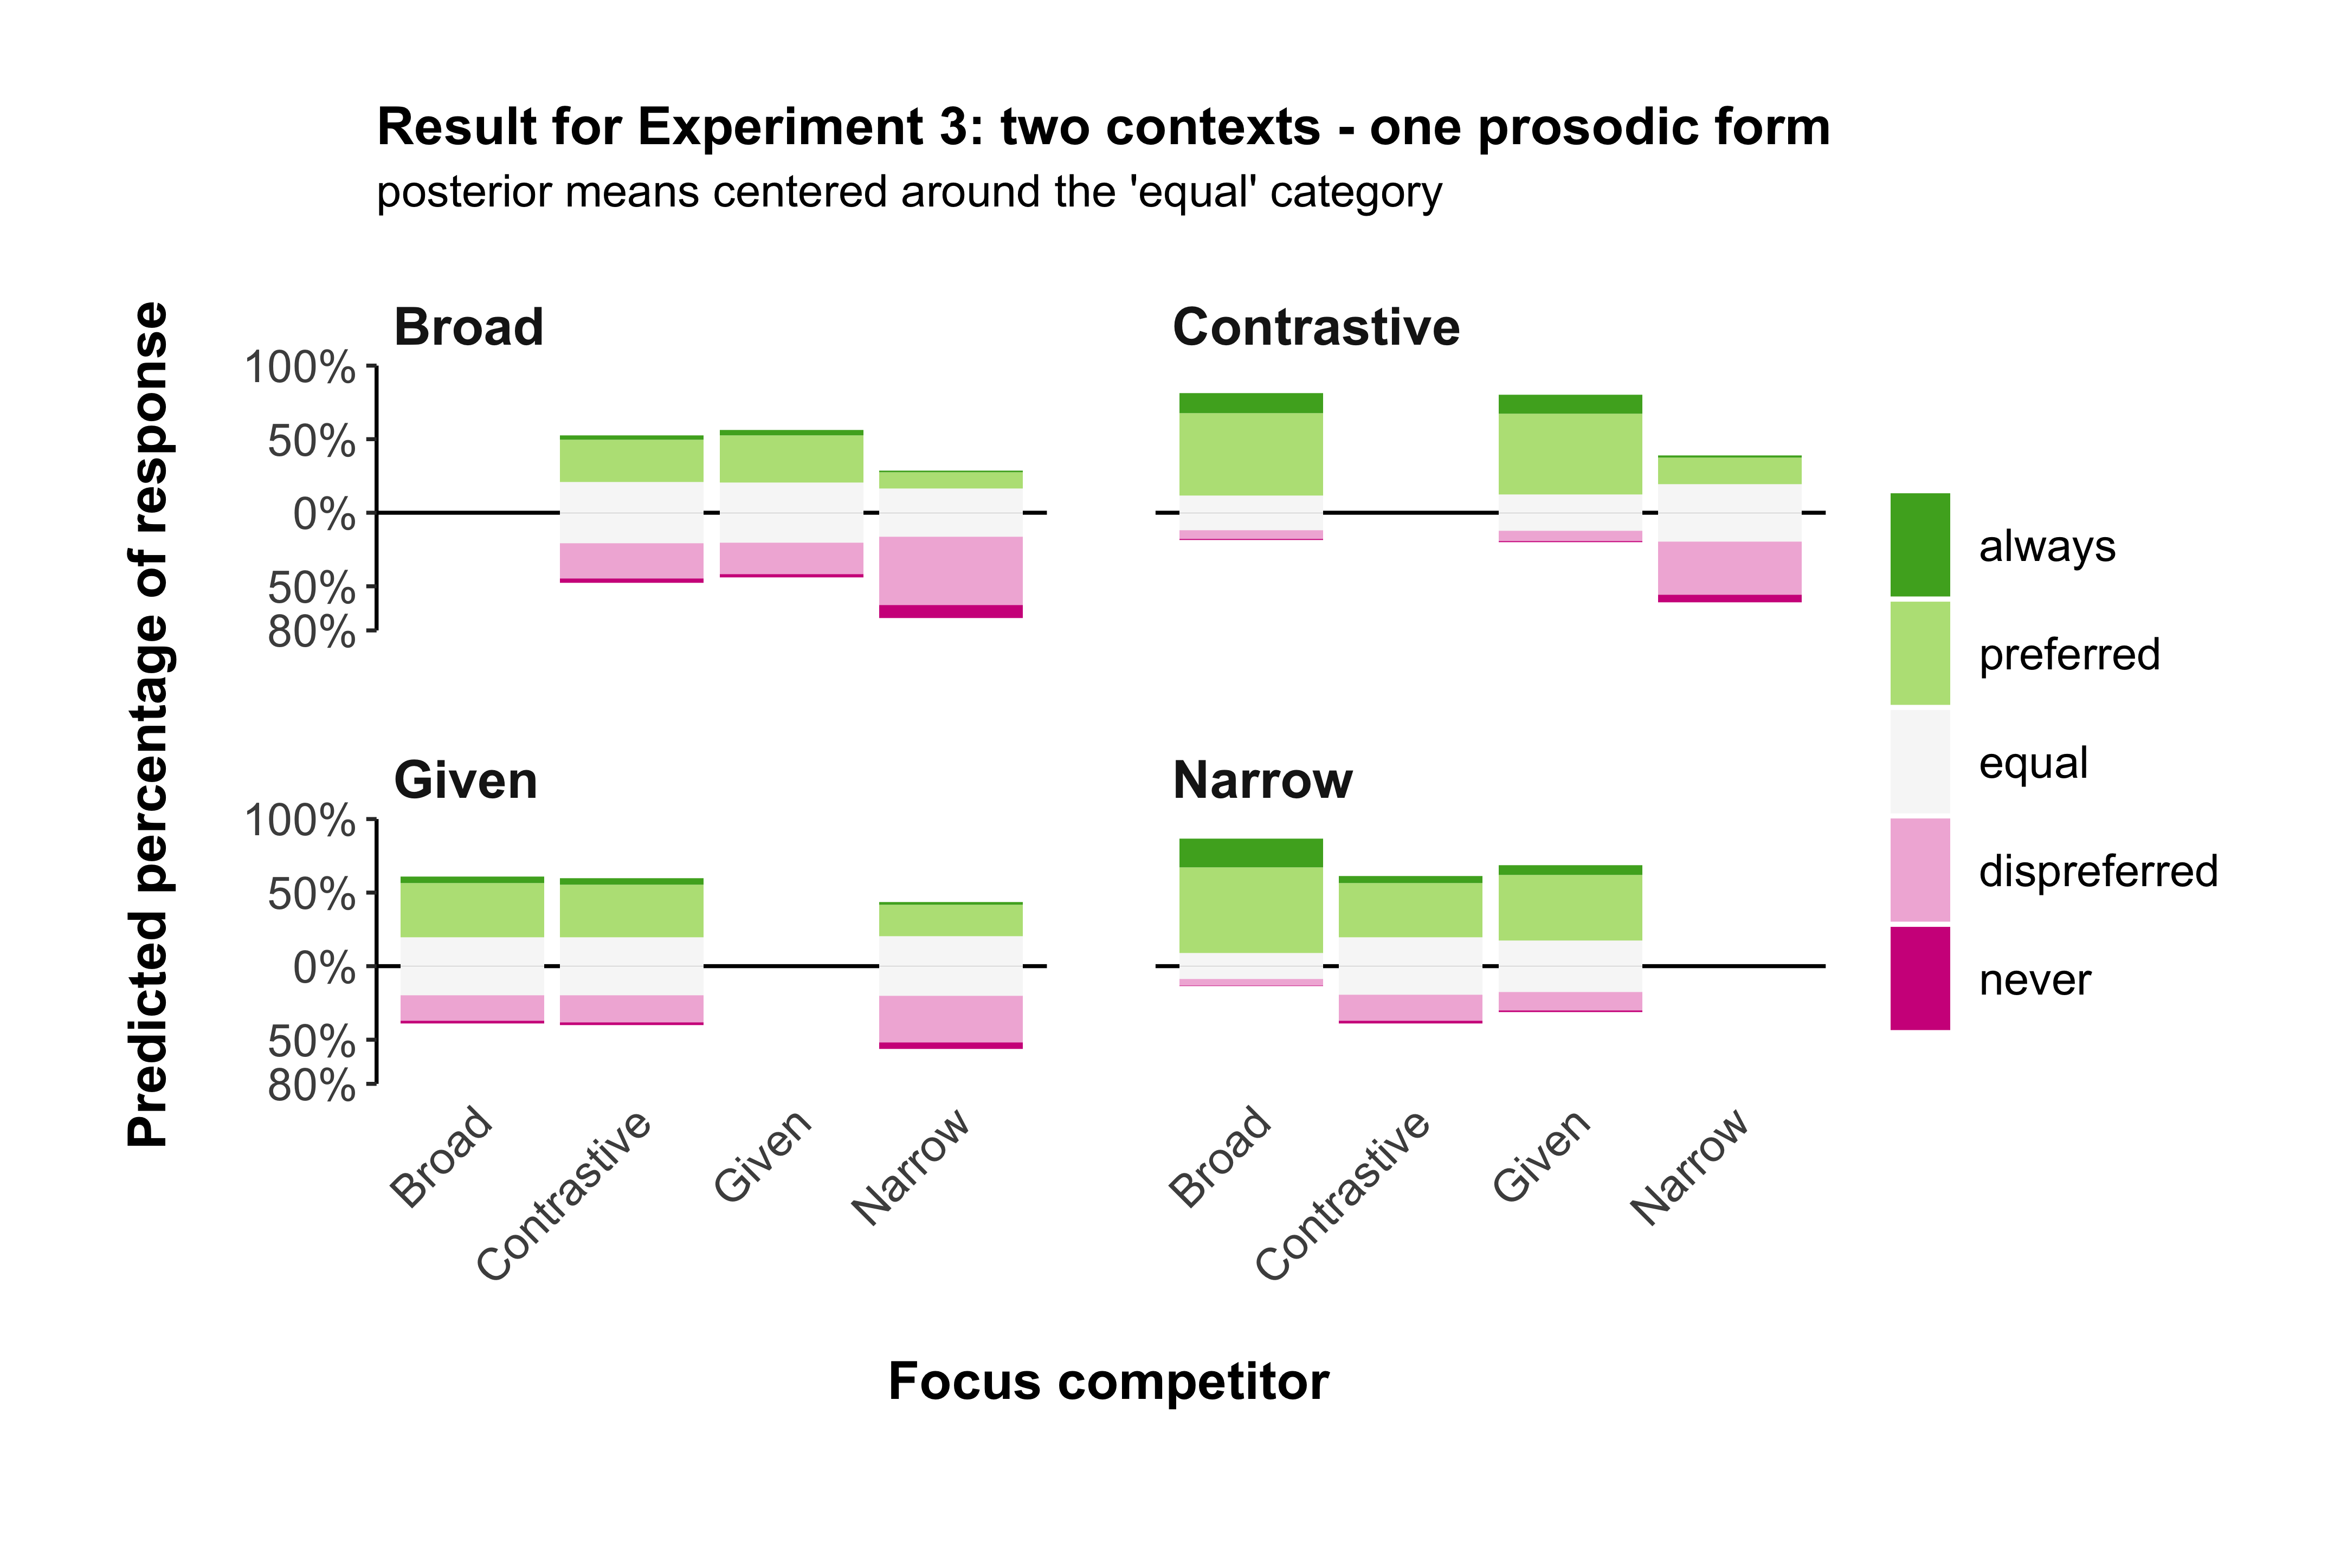 Result for Experiment 3: two contexts - one prosodic form
posterior means centered around the 'equal' category
Predicted percentage of response
Broad
100%
50%
0%
50%
80%
Contrastive
Given
100%
50%
0%
50%
80%
Narrow
Broad
Contrastive
Given
Narrow
Broad
Contrastive
Given
Narrow
Focus competitor
always
preferred
equal
dispreferred
never